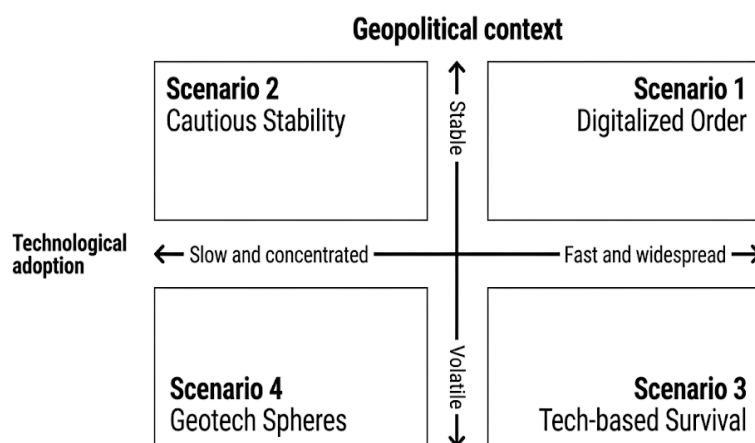 Geopolitical context
Scenario 2
Cautious Stability
Stable
Scenario 1
Digitalized Order
Technological
adoption
Slow and concentrated
Fast and widespread
Scenario 4
Geotech Spheres
Volatile
Scenario 3
Tech-based Survival